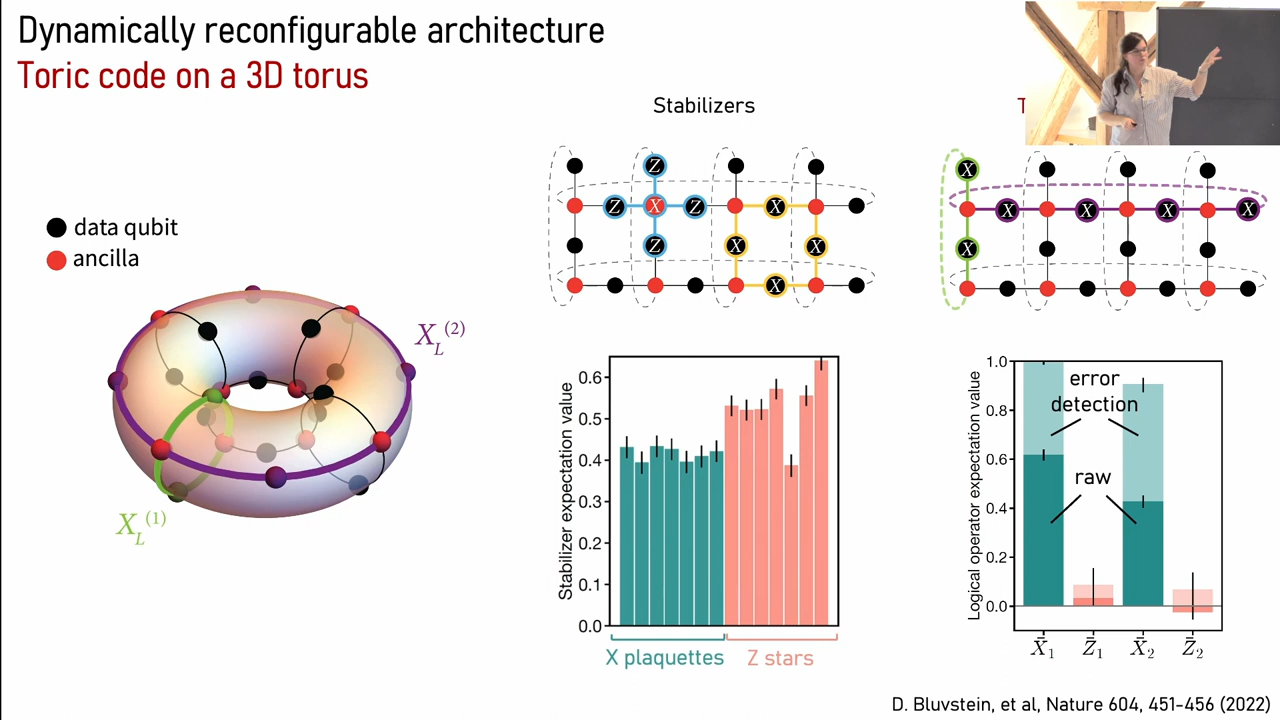 Dynamically reconfigurable architecture
Toric code on a 3D torus
Stabilizers
T
data qubit
ancilla
Z
Z X Z X
Z X X
X
X
X X X X
X
X_L^(2)
X_L^(1)
Stabilizer expectation value
0.6
0.5
0.4
0.3
0.2
0.1
0.0
X plaquettes
Z stars
Logical operator expectation value
1.0
0.8
0.6
0.4
0.2
0.0
error
detection
raw
X̄₁ Z̄₁ X̄₂ Z̄₂
D. Bluvstein, et al, Nature 604, 451-456 (2022)